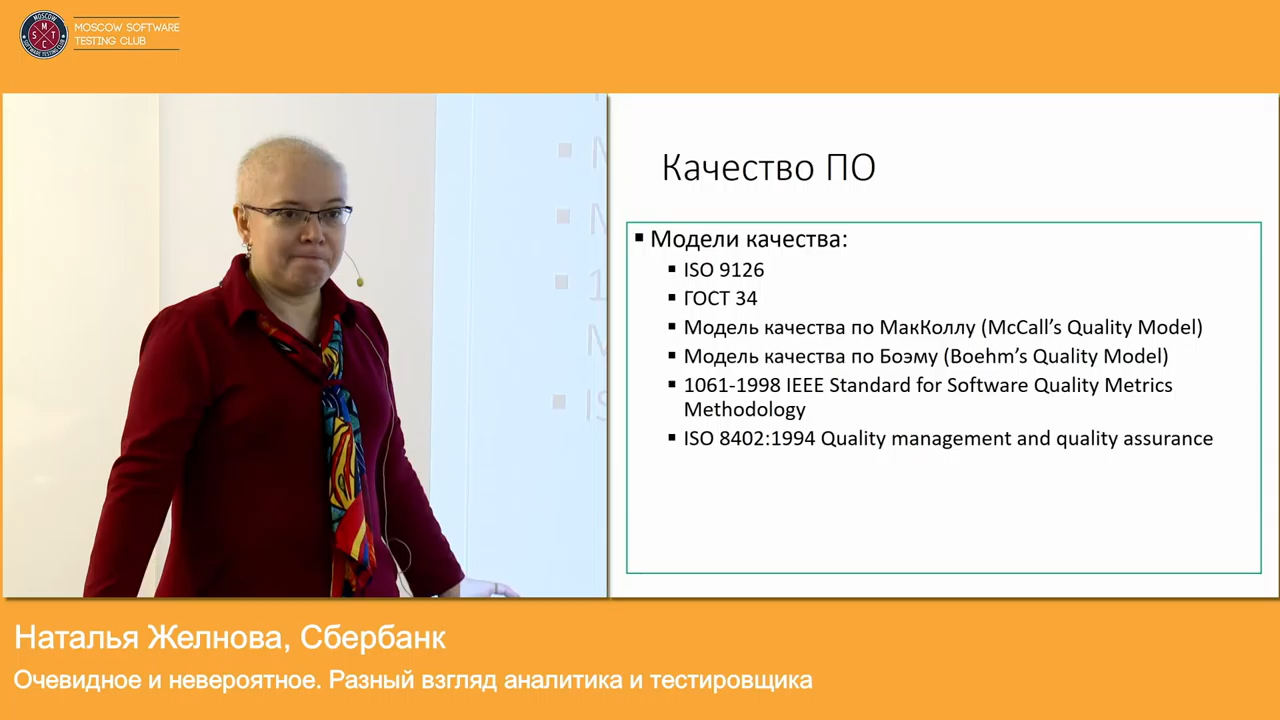 MOSCOW SOFTWARE
TESTING CLUB
Качество ПО
Модели качества:
ISO 9126
ГОСТ 34
Модель качества по МакКоллу (McCall's Quality Model)
Модель качества по Боэму (Boehm's Quality Model)
1061-1998 IEEE Standard for Software Quality Metrics
Methodology
ISO 8402:1994 Quality management and quality assurance
Наталья Желнова, Сбербанк
Очевидное и невероятное. Разный взгляд аналитика и тестировщика